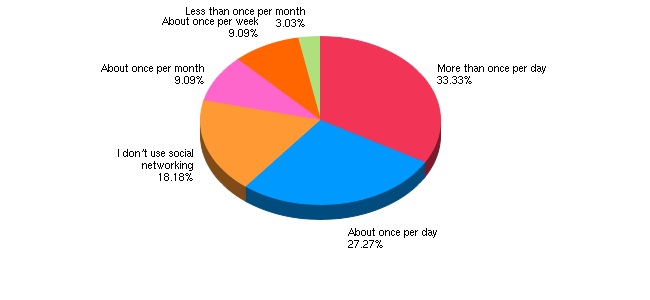 Less than once per month
3.03%
About once per week
9.09%
About once per month
9.09%
More than once per day
33.33%
I don't use social
networking
18.18%
About once per day
27.27%